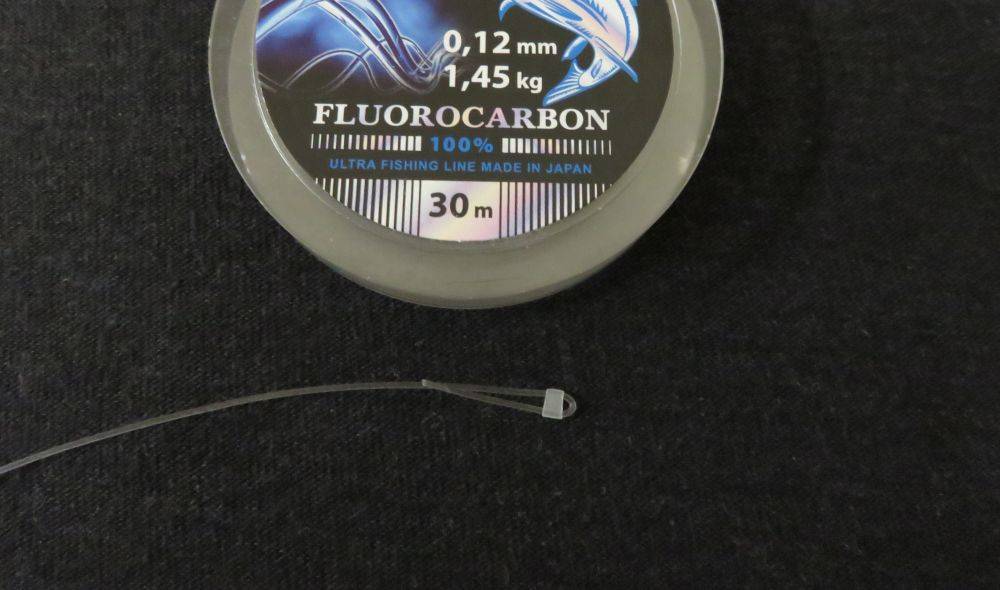 0,12 mm
1,45 kg
FLUOROCARBON
100%
ULTRA FISHING LINE MADE IN JAPAN
30 m